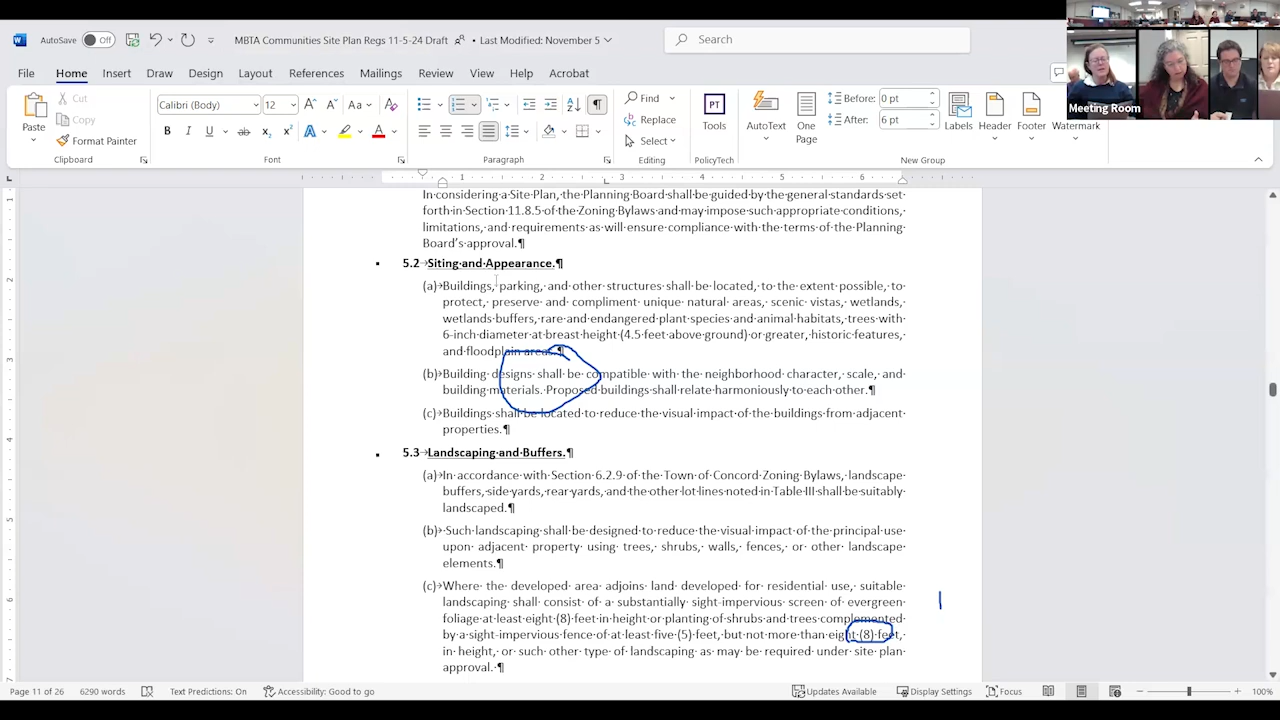 AutoSave Off MBTA Communities Site Plan Regs 11-5-24 Draft • Last Modified: November 5 Search
File Home Insert Draw Design Layout References Mailings Review View Help Acrobat
Meeting Room
Paste
Cut
Copy
Format Painter
Clipboard
Calibri (Body) 12
Font
Paragraph
Find
Replace
Select
Editing
Tools
PolicyTech
AutoText
One Page
Before: 0 pt
After: 6 pt
Labels Header Footer Watermark
New Group
1 2 3 4 5 6
In considering a Site Plan, the Planning Board shall be guided by the general standards set
forth in Section 11.8.5 of the Zoning Bylaws and may impose such appropriate conditions,
limitations, and requirements as will ensure compliance with the terms of the Planning
Board's approval.¶
5.2 Siting and Appearance.¶
(a) Buildings, parking, and other structures shall be located, to the extent possible, to
protect, preserve and compliment unique natural areas, scenic vistas, wetlands,
wetlands buffers, rare and endangered plant species and animal habitats, trees with
6-inch diameter at breast height (4.5 feet above ground) or greater, historic features,
and floodplain areas.¶
(b) Building designs shall be compatible with the neighborhood character, scale, and
building materials. Proposed buildings shall relate harmoniously to each other.¶
(c) Buildings shall be located to reduce the visual impact of the buildings from adjacent
properties.¶
5.3 Landscaping and Buffers.¶
(a) In accordance with Section 6.2.9 of the Town of Concord Zoning Bylaws, landscape
buffers, side yards, rear yards, and the other lot lines noted in Table III shall be suitably
landscaped.¶
(b) Such landscaping shall be designed to reduce the visual impact of the principal use
upon adjacent property using trees, shrubs, walls, fences, or other landscape
elements.¶
(c) Where the developed area adjoins land developed for residential use, suitable
landscaping shall consist of a substantially sight-impervious screen of evergreen
foliage at least eight (8) feet in height or planting of shrubs and trees complemented
by a sight-impervious fence of at least five (5) feet, but not more than eight (8) feet,
in height, or such other type of landscaping as may be required under site plan
approval. ¶
Page 11 of 26 6290 words Text Predictions: On Accessibility: Good to go Updates Available Display Settings Focus 100%